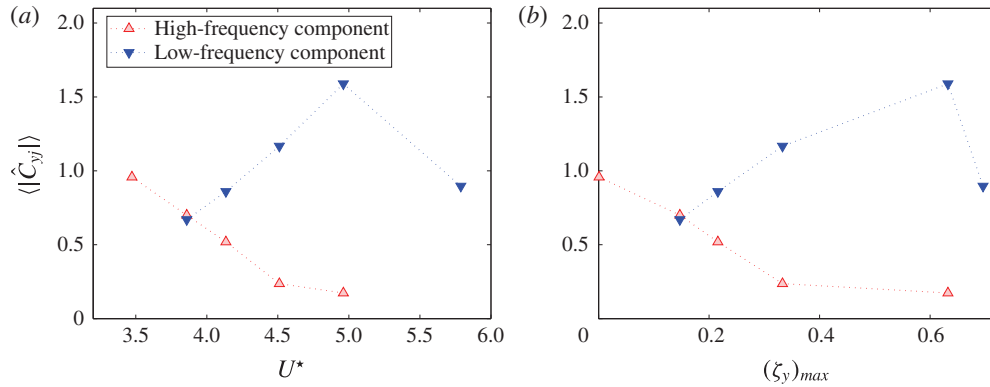 (a)
2.0
1.5
1.0
0.5
0
⟨|Ĉyj|⟩
High-frequency component
Low-frequency component
3.5 4.0 4.5 5.0 5.5 6.0
U⋆
(b)
2.0
1.5
1.0
0.5
0
0.2 0.4 0.6
(ζy)max